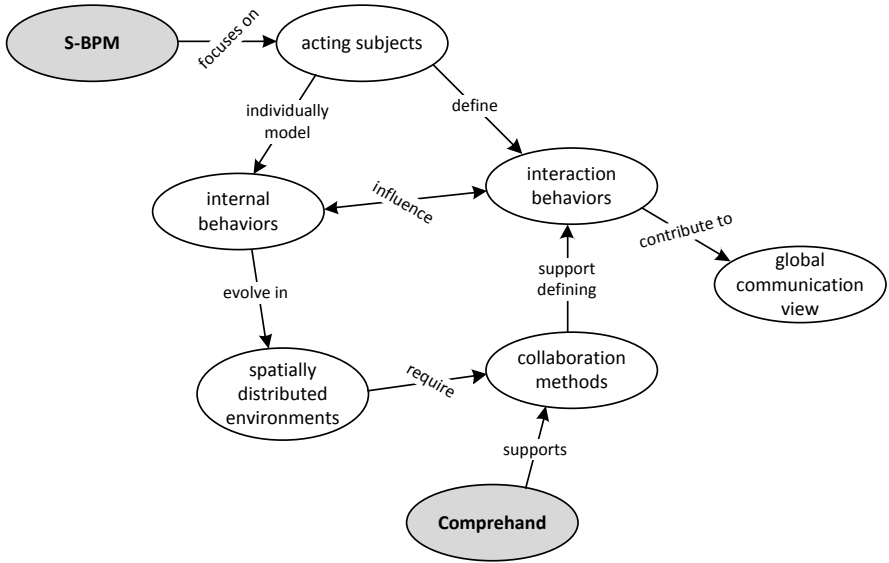 S-BPM
focuses on
acting subjects
individually
model
define
internal
behaviors
influence
interaction
behaviors
contribute to
global
communication
view
evolve in
support
defining
spatially
distributed
environments
require
collaboration
methods
supports
Comprehand